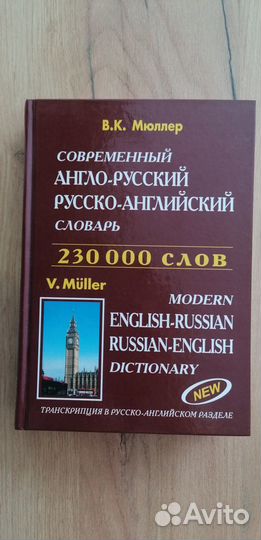 В.К. Мюллер
СОВРЕМЕННЫЙ
АНГЛО-РУССКИЙ
РУССКО-АНГЛИЙСКИЙ
СЛОВАРЬ
230 000 СЛОВ
V. Müller
MODERN
ENGLISH-RUSSIAN
RUSSIAN-ENGLISH
DICTIONARY
NEW
ТРАНСКРИПЦИЯ В РУССКО-АНГЛИЙСКОМ РАЗДЕЛЕ
Avito